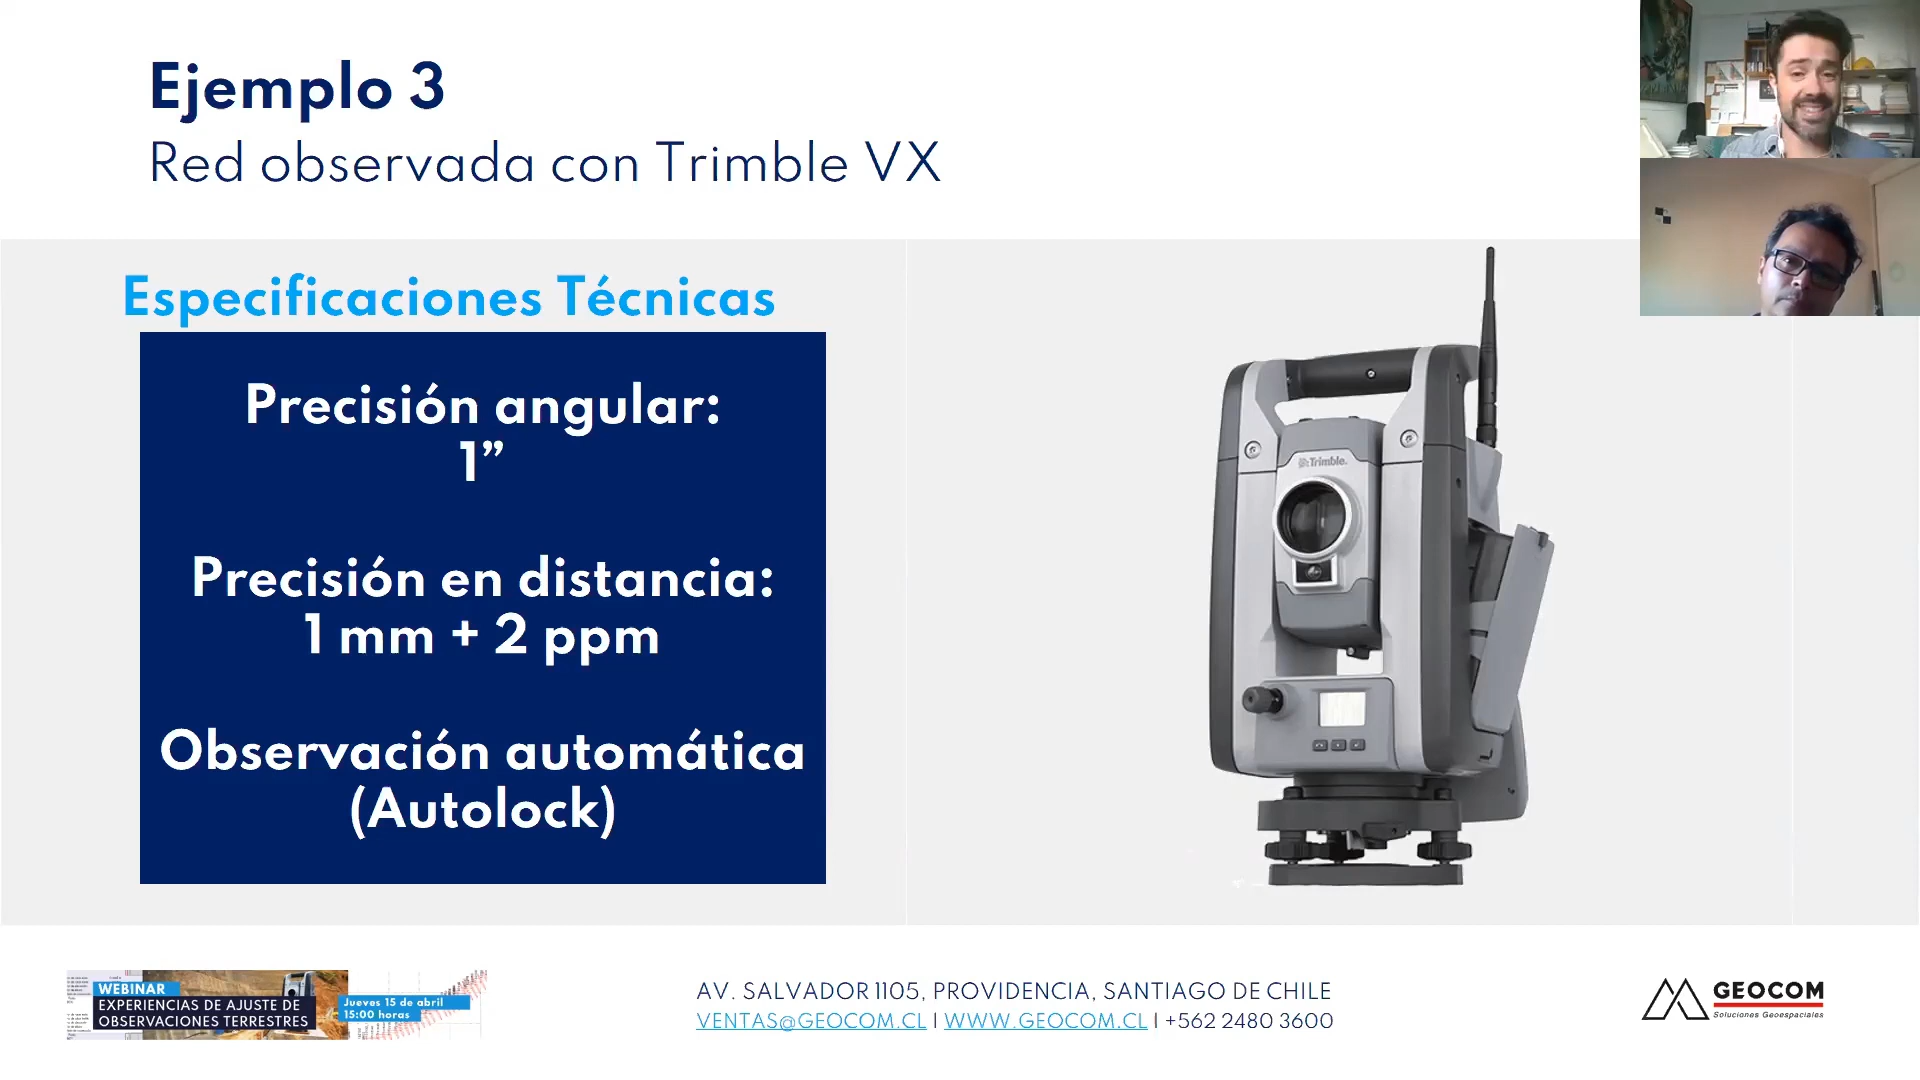 Ejemplo 3
Red observada con Trimble VX
Especificaciones Técnicas
Precisión angular:
1”
Precisión en distancia:
1 mm + 2 ppm
Observación automática
(Autolock)
Trimble.
WEBINAR
EXPERIENCIAS DE AJUSTE DE
OBSERVACIONES TERRESTRES
Jueves 15 de abril
15:00 horas
AV. SALVADOR 1105, PROVIDENCIA, SANTIAGO DE CHILE
VENTAS@GEOCOM.CL | WWW.GEOCOM.CL | +562 2480 3600
GEOCOM
Soluciones Geoespaciales